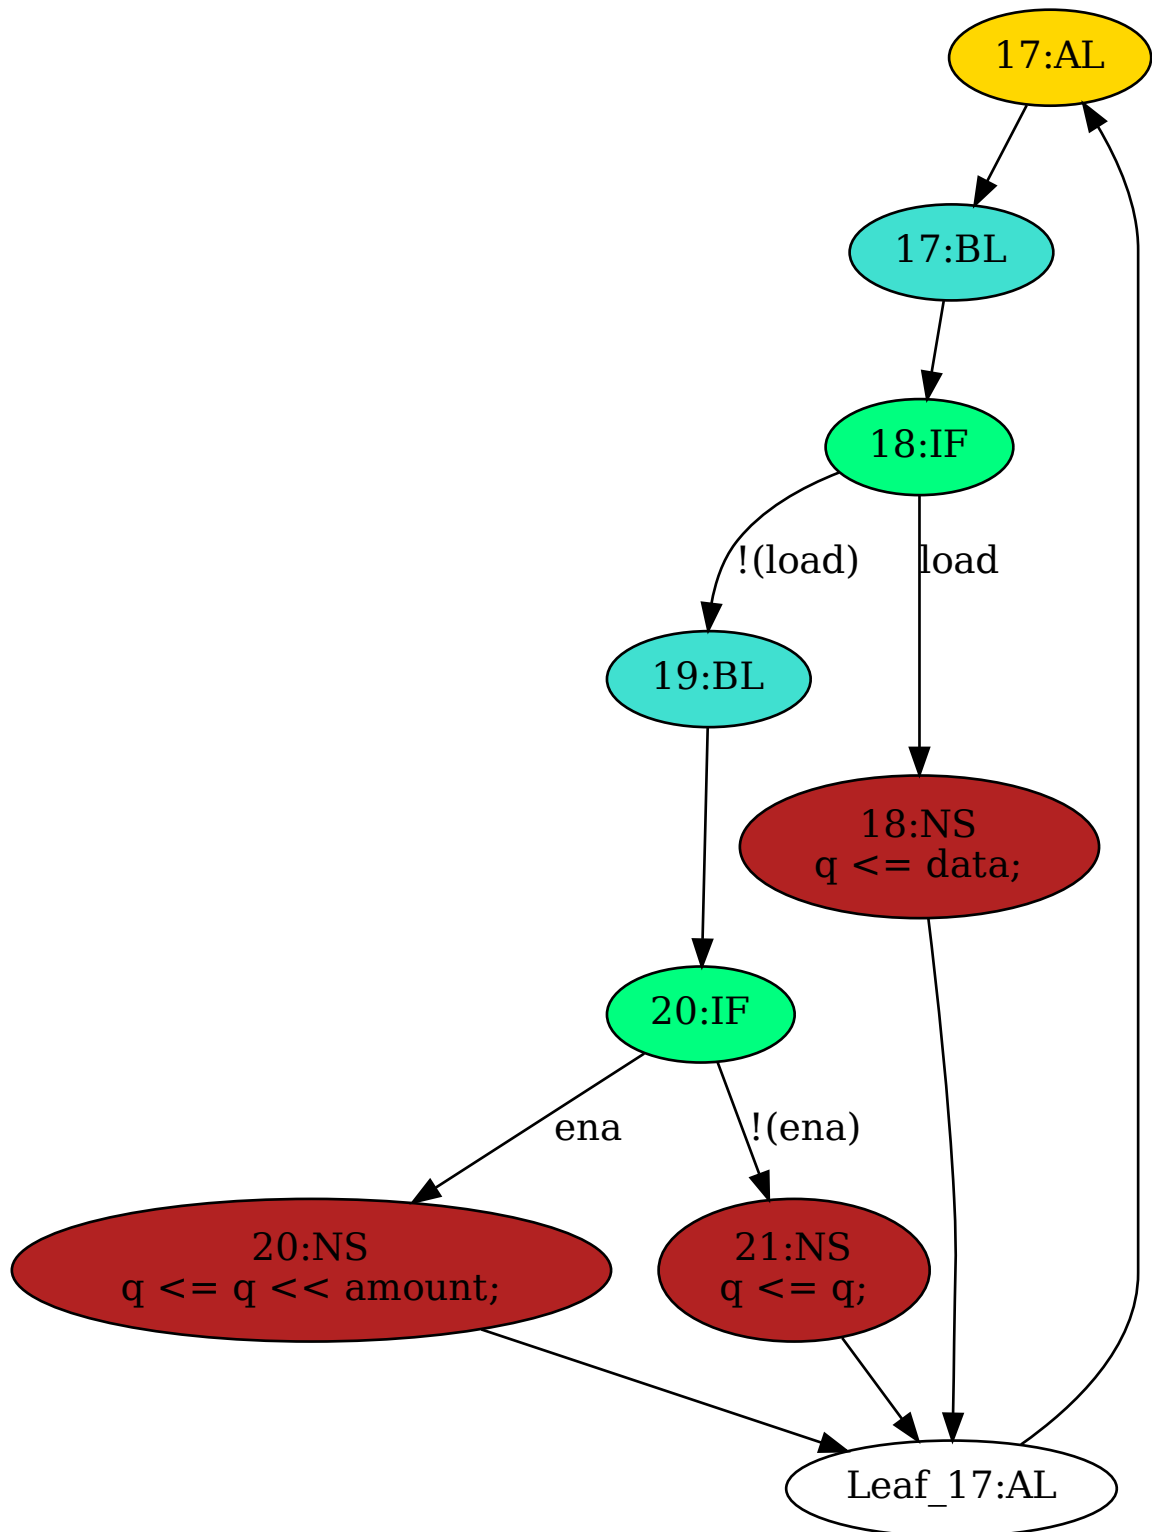 17:AL
17:BL
18:IF
!(load)
load
19:BL
18:NS
q <= data;
20:IF
ena
!(ena)
20:NS
q <= q << amount;
21:NS
q <= q;
Leaf_17:AL